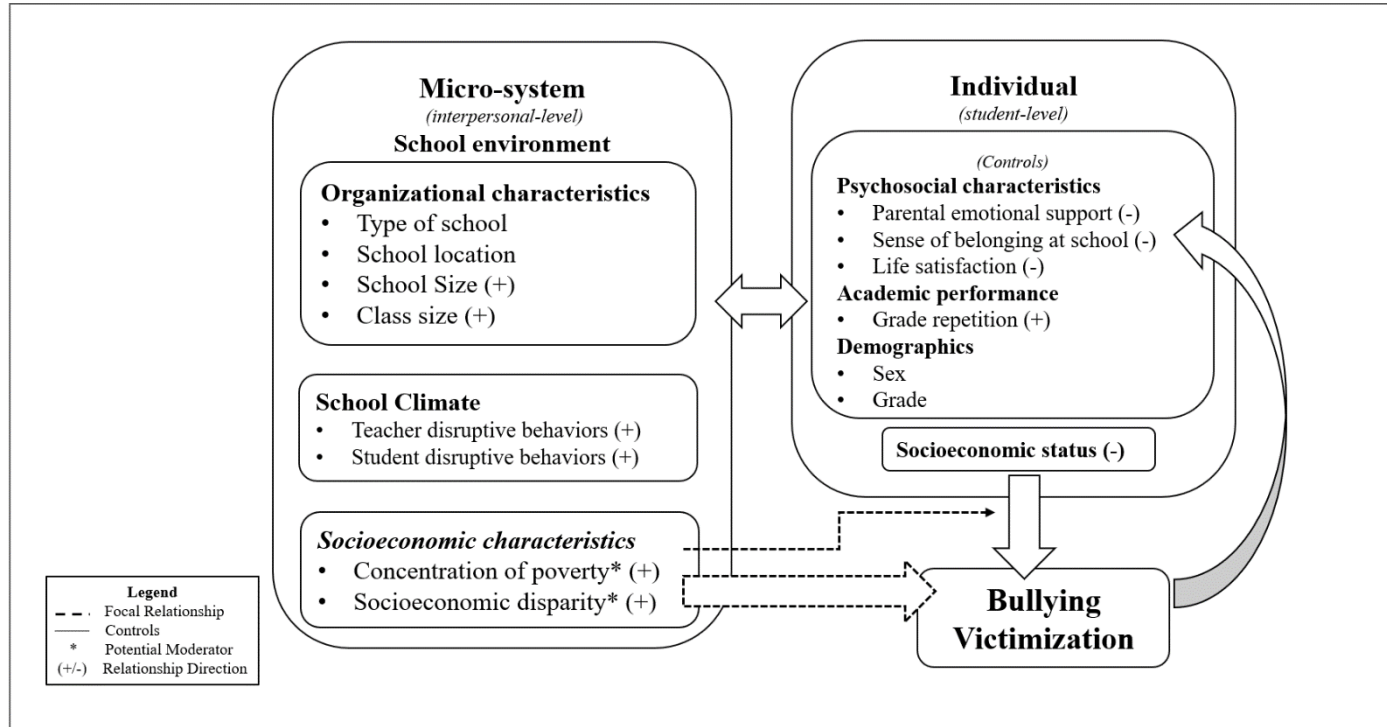 Micro-system
(interpersonal-level)
School environment
Organizational characteristics
• Type of school
• School location
• School Size (+)
• Class size (+)
School Climate
• Teacher disruptive behaviors (+)
• Student disruptive behaviors (+)
Socioeconomic characteristics
• Concentration of poverty* (+)
• Socioeconomic disparity* (+)
Individual
(student-level)
(Controls)
Psychosocial characteristics
• Parental emotional support (-)
• Sense of belonging at school (-)
• Life satisfaction (-)
Academic performance
• Grade repetition (+)
Demographics
• Sex
• Grade
Socioeconomic status (-)
Bullying
Victimization
Legend
Focal Relationship
Controls
* Potential Moderator
(+/-) Relationship Direction